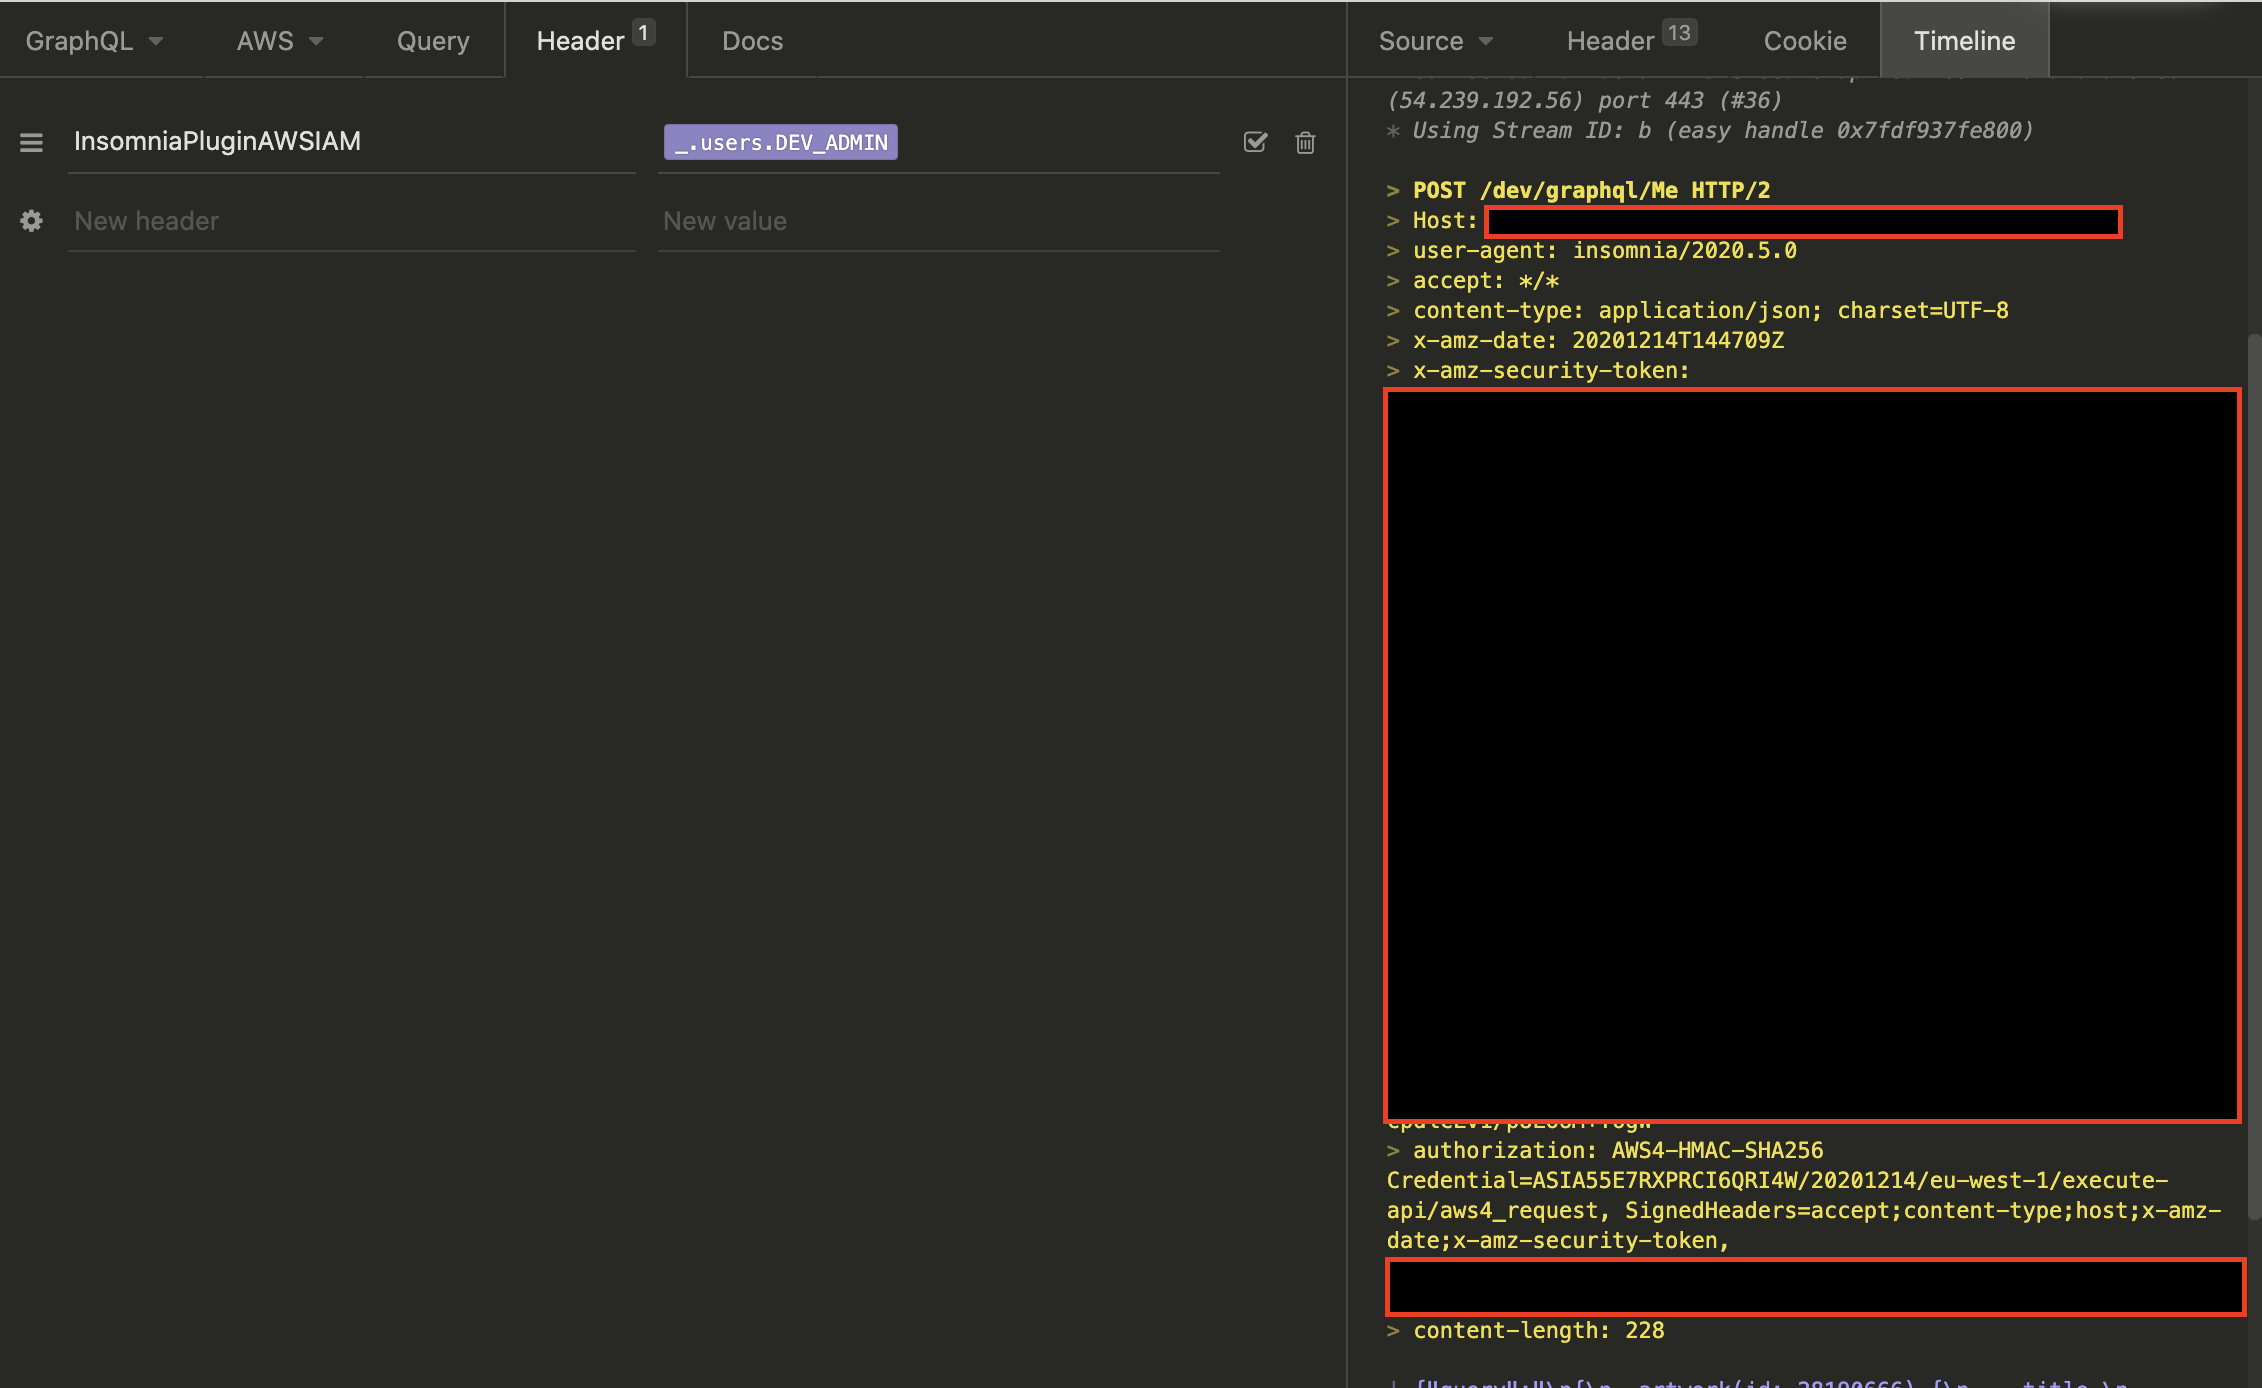 GraphQL AWS Query Header 1 Docs
InsomniaPluginAWSIAM _.users.DEV_ADMIN
New header New value
Source Header 13 Cookie Timeline
(54.239.192.56) port 443 (#36)
* Using Stream ID: b (easy handle 0x7fdf937fe800)
> POST /dev/graphql/Me HTTP/2
> Host:
> user-agent: insomnia/2020.5.0
> accept: */*
> content-type: application/json; charset=UTF-8
> x-amz-date: 20201214T144709Z
> x-amz-security-token:
> authorization: AWS4-HMAC-SHA256
Credential=ASIA55E7RXPRCI6QRI4W/20201214/eu-west-1/execute-
api/aws4_request, SignedHeaders=accept;content-type;host;x-amz-
date;x-amz-security-token,
> content-length: 228